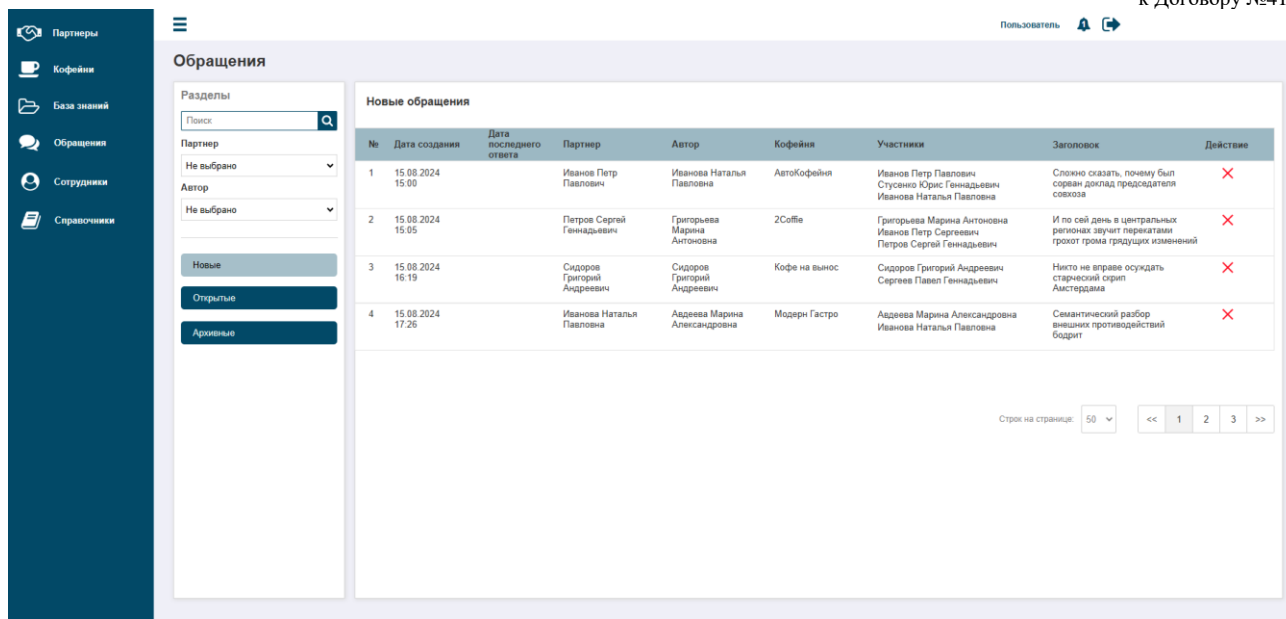 к Договору №41
Партнеры
Кофейни
База знаний
Обращения
Сотрудники
Справочники
Пользователь
Обращения
Разделы
Поиск
Партнер
Не выбрано
Автор
Не выбрано
Новые
Открытые
Архивные
Новые обращения
№ Дата создания Дата последнего ответа Партнер Автор Кофейня Участники Заголовок Действие
1 15.08.2024 Иванов Петр Иванова Наталья АвтоКофейня Иванов Петр Павлович Сложно сказать, почему был
15:00 Павлович Павловна Стусенко Юрис Геннадьевич сорван доклад председателя
Иванова Наталья Павловна совхоза
2 15.08.2024 Петров Сергей Григорьева 2Coffie Григорьева Марина Антоновна И по сей день в центральных
15:05 Геннадьевич Марина Иванов Петр Сергеевич регионах звучит перекатами
Антоновна Петров Сергей Геннадьевич грохот грома грядущих изменений
3 15.08.2024 Сидоров Сидоров Кофе на вынос Сидоров Григорий Андреевич Никто не вправе осуждать
16:19 Григорий Григорий Сергеев Павел Геннадьевич старческий скрип
Андреевич Андреевич Амстердама
4 15.08.2024 Иванова Наталья Авдеева Марина Модерн Гастро Авдеева Марина Александровна Семантический разбор
17:26 Павловна Александровна Иванова Наталья Павловна внешних противодействий
бодрит
Строк на странице: 50 << 1 2 3 >>